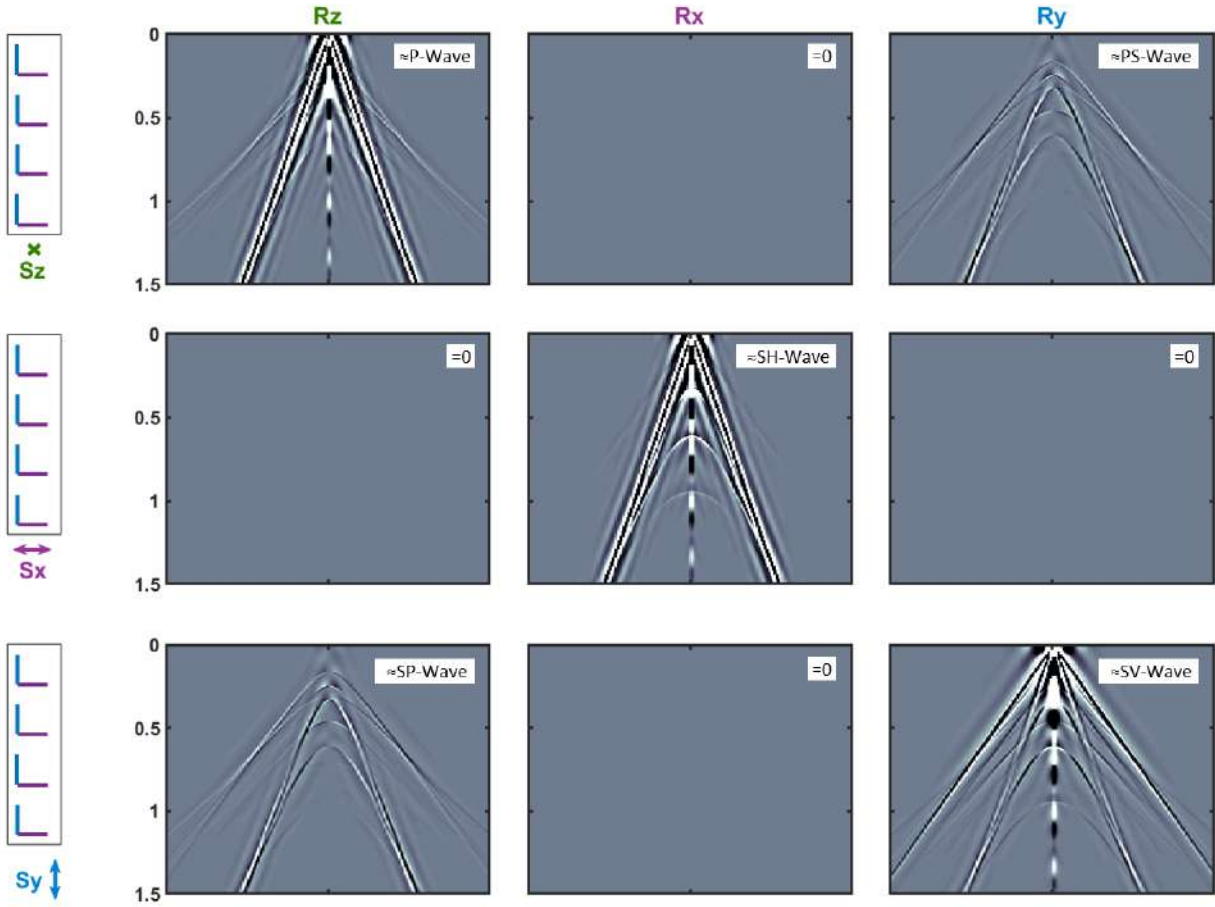 Rz Rx Ry
0
0.5
1
1.5
≈P-Wave
=0
≈PS-Wave
Sz
0
0.5
1
1.5
=0
≈SH-Wave
=0
Sx
0
0.5
1
1.5
≈SP-Wave
=0
≈SV-Wave
Sy